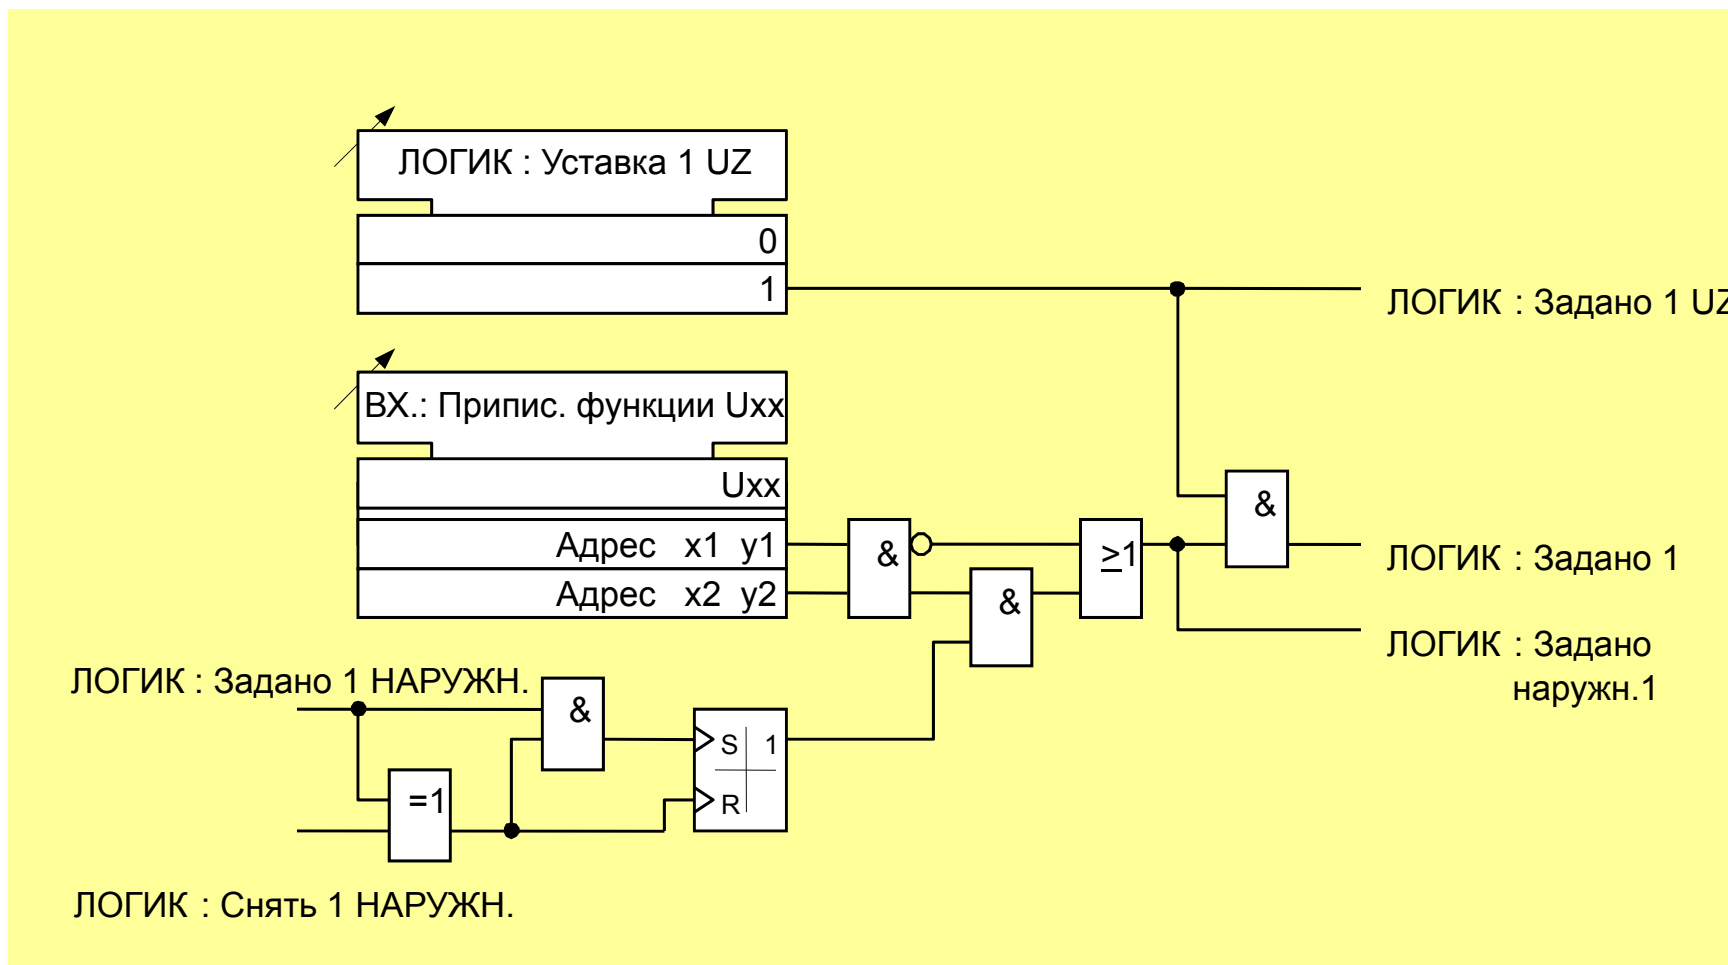 ЛОГИК : Уставка 1 UZ
0
1
ЛОГИК : Задано 1 UZ
ВХ.: Припис. функции Uxx
Uxx
&
Адрес x1 y1
&
≥1
ЛОГИК : Задано 1
Адрес x2 y2
&
ЛОГИК : Задано
наружн.1
ЛОГИК : Задано 1 НАРУЖН.
&
S 1
=1
R
ЛОГИК : Снять 1 НАРУЖН.